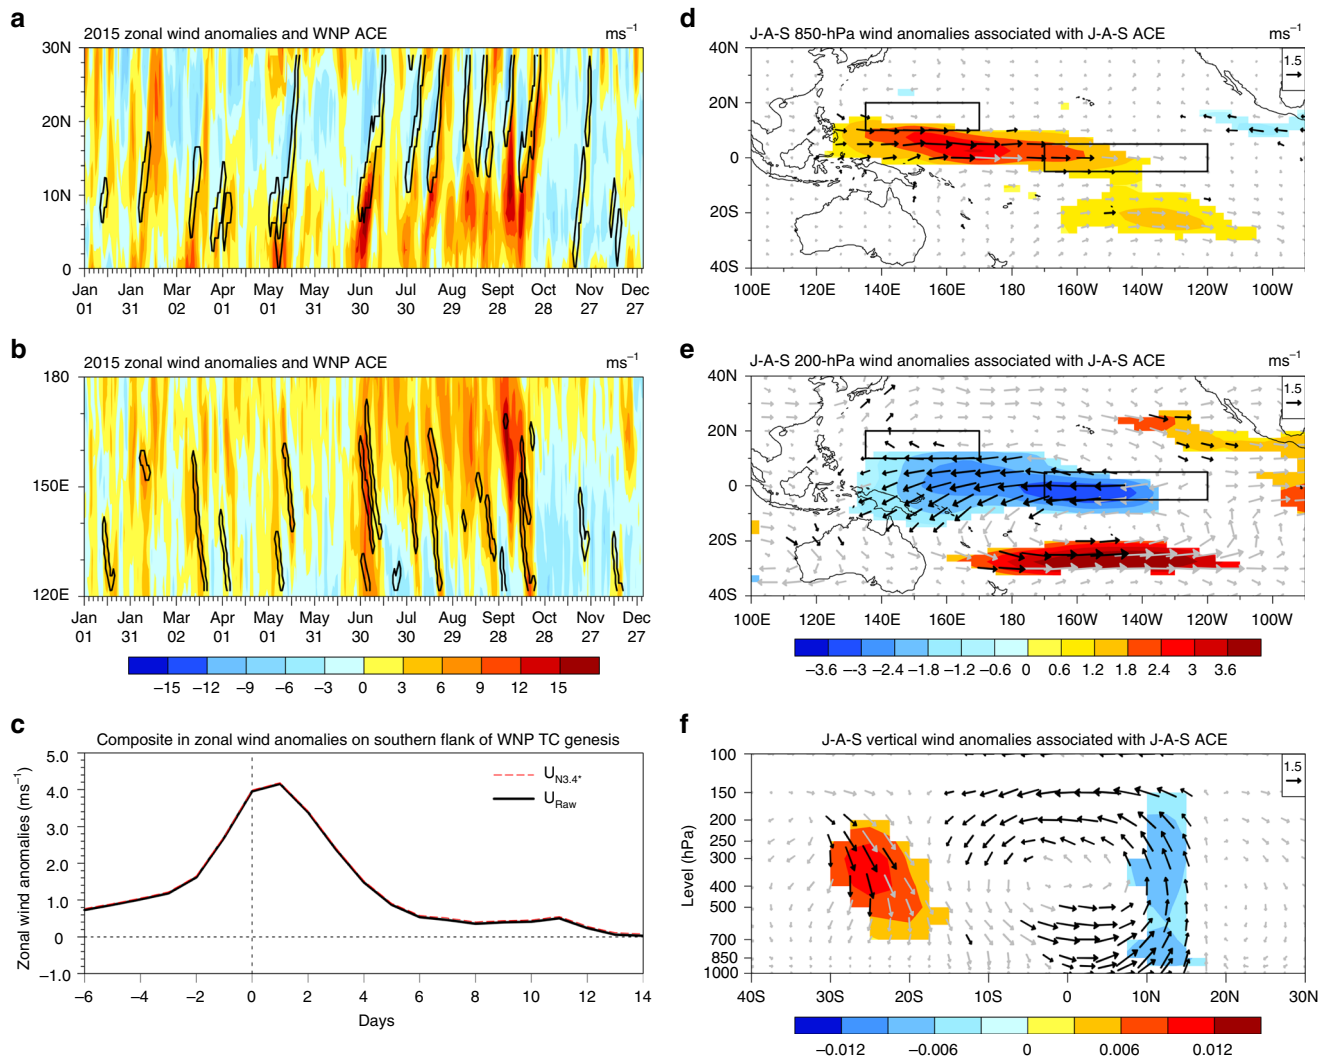 a
2015 zonal wind anomalies and WNP ACE
ms⁻¹
30N
20N
10N
0
Jan Jan Mar Apr May May Jun Jul Aug Sept Oct Nov Dec
01 31 02 01 01 31 30 30 29 28 28 27 27
b
2015 zonal wind anomalies and WNP ACE
ms⁻¹
180
150E
120E
Jan Jan Mar Apr May May Jun Jul Aug Sept Oct Nov Dec
01 31 02 01 01 31 30 30 29 28 28 27 27
−15 −12 −9 −6 −3 0 3 6 9 12 15
c
Composite in zonal wind anomalies on southern flank of WNP TC genesis
Zonal wind anomalies (ms⁻¹)
5.0
4.0
3.0
2.0
1.0
0
−1.0
U_N3.4*
U_Raw
−6 −4 −2 0 2 4 6 8 10 12 14
Days
d
J-A-S 850-hPa wind anomalies associated with J-A-S ACE
ms⁻¹
1.5
40N
20N
0
20S
40S
100E 120E 140E 160E 180 160W 140W 120W 100W
e
J-A-S 200-hPa wind anomalies associated with J-A-S ACE
ms⁻¹
1.5
40N
20N
0
20S
40S
100E 120E 140E 160E 180 160W 140W 120W 100W
−3.6 −3 −2.4 −1.8 −1.2 −0.6 0 0.6 1.2 1.8 2.4 3 3.6
f
J-A-S vertical wind anomalies associated with J-A-S ACE
1.5
Level (hPa)
100
150
200
250
300
400
500
700
850
1000
40S 30S 20S 10S 0 10N 20N 30N
−0.012 −0.006 0 0.006 0.012